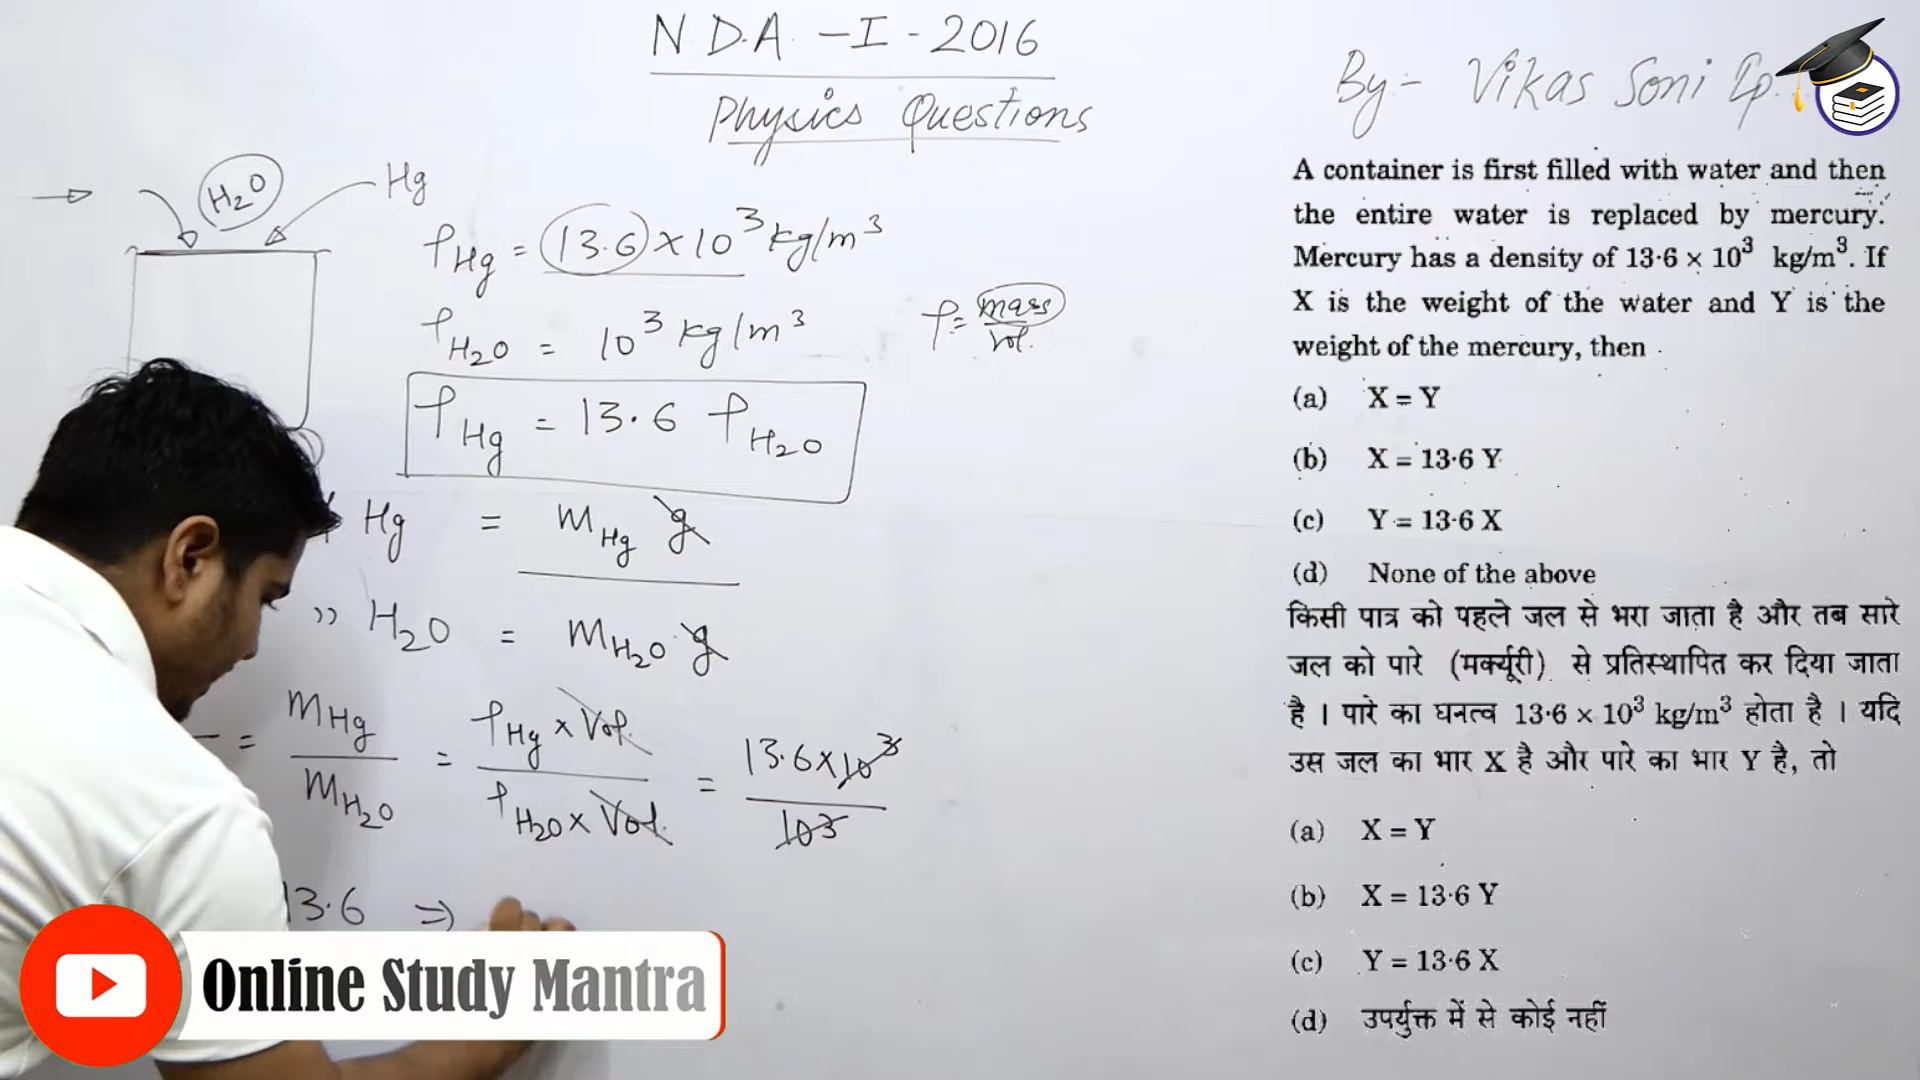 N.D.A. - I - 2016
Physics Questions
By:- Vikas Soni
H₂O
Hg
ρHg = 13.6 × 10³ kg/m³
ρH₂O = 10³ kg/m³
ρ = mass/vol.
ρHg = 13.6 ρH₂O
Hg = mHg g
,, H₂O = mH₂O g
= mHg/mH₂O = ρHg × Vol./ρH₂O × Vol. = 13.6 × 10³/10³
13.6 ⇒
A container is first filled with water and then
the entire water is replaced by mercury.
Mercury has a density of 13·6 × 10³ kg/m³. If
X is the weight of the water and Y is the
weight of the mercury, then
(a) X = Y
(b) X = 13·6 Y
(c) Y = 13·6 X
(d) None of the above
किसी पात्र को पहले जल से भरा जाता है और तब सारे
जल को पारे (मर्क्यूरी) से प्रतिस्थापित कर दिया जाता
है । पारे का घनत्व 13·6 × 10³ kg/m³ होता है । यदि
उस जल का भार X है और पारे का भार Y है, तो
(a) X = Y
(b) X = 13·6 Y
(c) Y = 13·6 X
(d) उपर्युक्त में से कोई नहीं
Online Study Mantra